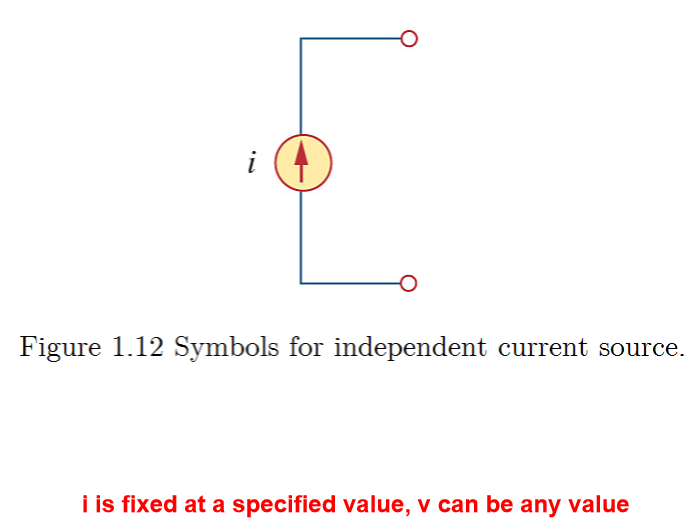 i
Figure 1.12 Symbols for independent current source.
i is fixed at a specified value, v can be any value